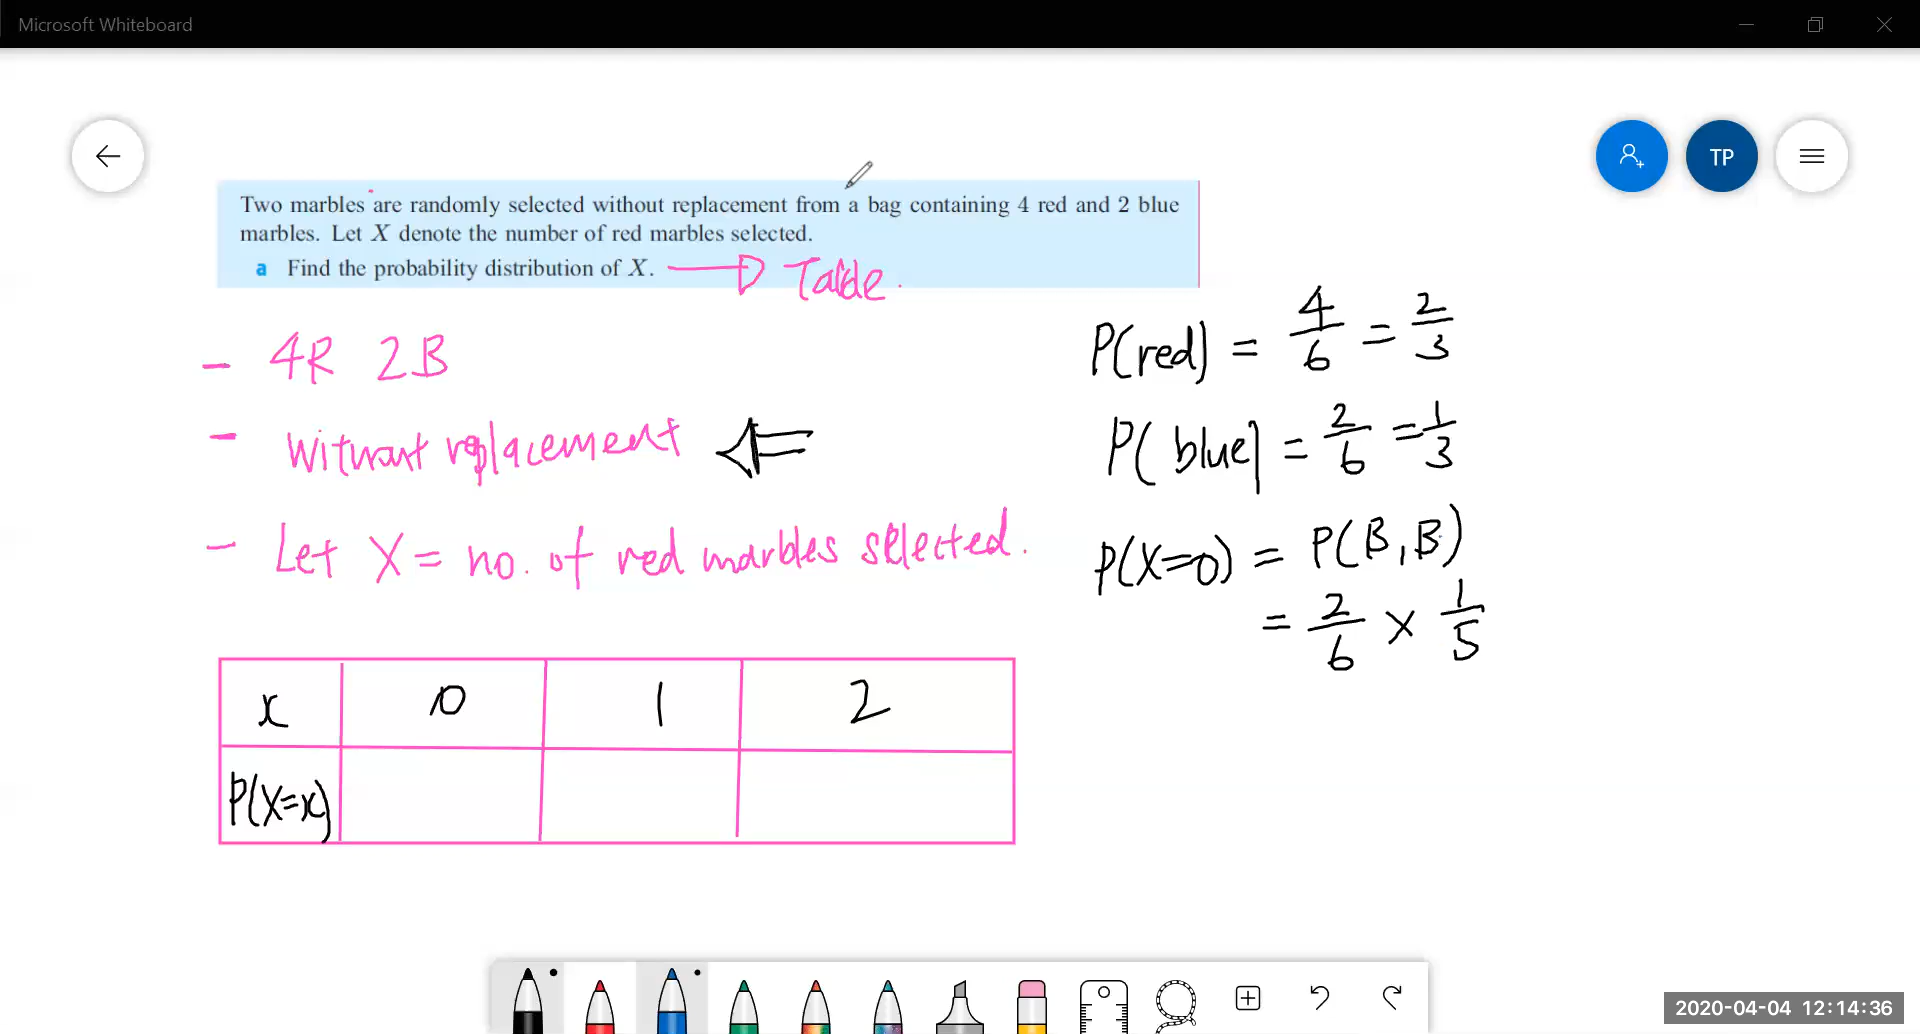 Microsoft Whiteboard
TP
Two marbles are randomly selected without replacement from a bag containing 4 red and 2 blue
marbles. Let X denote the number of red marbles selected.
a Find the probability distribution of X. → Table.
- 4R 2B
- Without replacement ⇐
- Let X = no. of red marbles selected.
x 0 1 2
P(X=x)
P(red) = 4/6 = 2/3
P(blue) = 2/6 = 1/3
P(X=0) = P(B,B)
= 2/6 × 1/5
2020-04-04 12:14:36